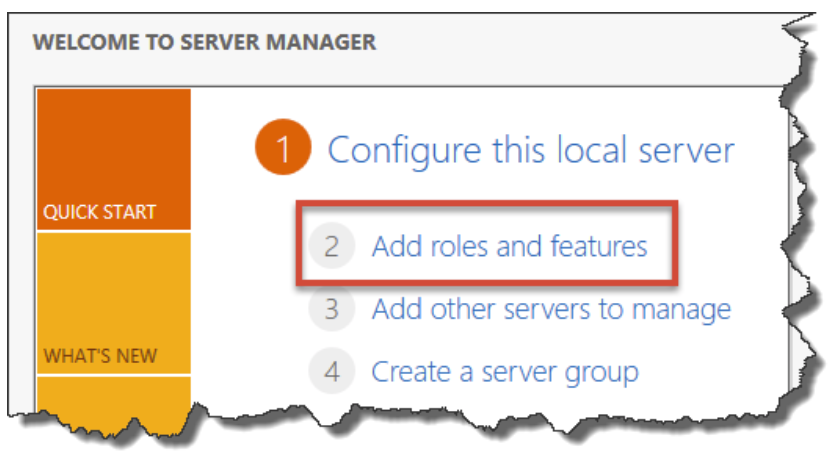 WELCOME TO SERVER MANAGER
QUICK START
WHAT'S NEW
1 Configure this local server
2 Add roles and features
3 Add other servers to manage
4 Create a server group